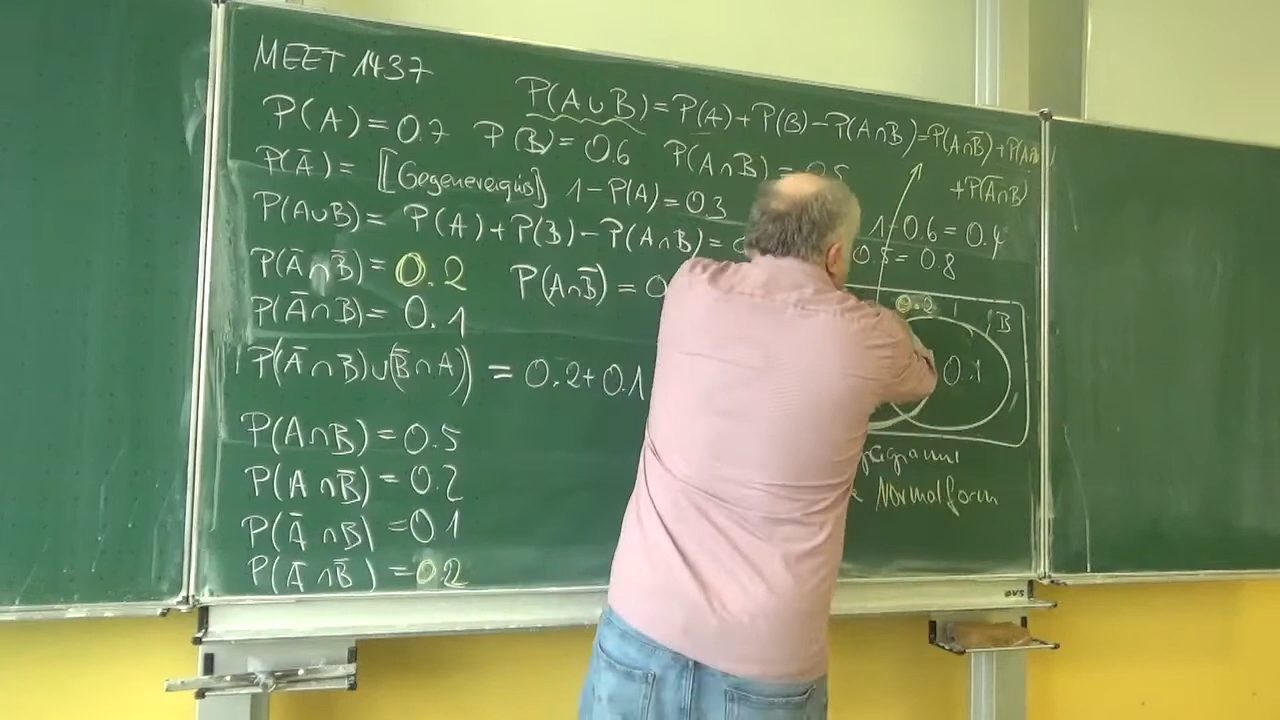 MEET 1437
P(A∪B) = P(A) + P(B) − P(A∩B) = P(A∩B̅) +
+ P(A̅∩B)
P(A) = 0.7 P(B) = 0.6 P(A∩B) = 0.5
P(A̅) = [Gegenereignis] 1 − P(A) = 0.3
1 − 0.6 = 0.4
P(A∪B) = P(A) + P(B) − P(A∩B) =
0.5 = 0.8
P(A̅∩B̅) = 0.2 P(A∩B̅) = 0
P(A̅∩B) = 0.1
0.2
B
0.1
P((A̅∩B)∪(B̅∩A)) = 0.2 + 0.1
P(A∩B) = 0.5
P(A∩B̅) = 0.2
Normalform
P(A̅∩B) = 0.1
P(A̅∩B̅) = 0.2